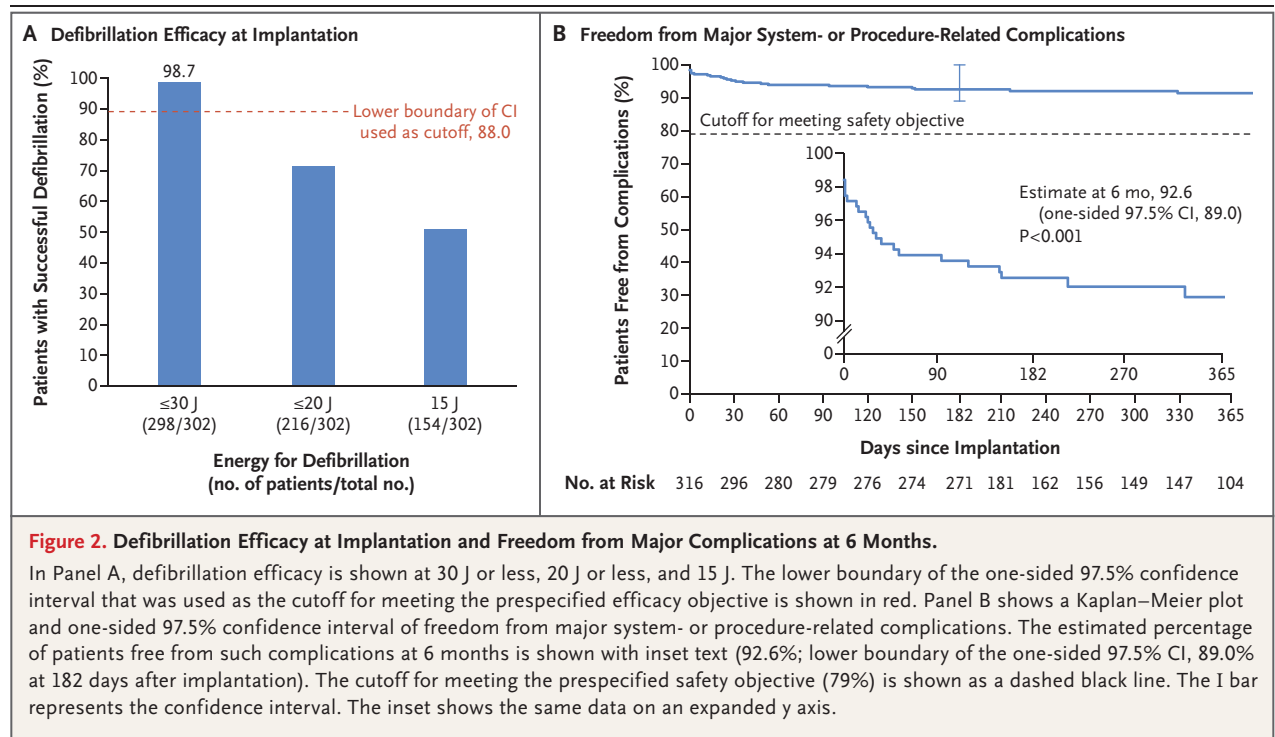 A Defibrillation Efficacy at Implantation
Patients with Successful Defibrillation (%)
100
90
80
70
60
50
40
30
20
10
0
98.7
Lower boundary of CI
used as cutoff, 88.0
≤30 J
(298/302)
≤20 J
(216/302)
15 J
(154/302)
Energy for Defibrillation
(no. of patients/total no.)
B Freedom from Major System- or Procedure-Related Complications
Patients Free from Complications (%)
100
90
80
70
60
50
40
30
20
10
0
Cutoff for meeting safety objective
100
98
96
94
92
90
0
Estimate at 6 mo, 92.6
(one-sided 97.5% CI, 89.0)
P<0.001
0 90 182 270 365
0 30 60 90 120 150 182 210 240 270 300 330 365
Days since Implantation
No. at Risk 316 296 280 279 276 274 271 181 162 156 149 147 104
Figure 2. Defibrillation Efficacy at Implantation and Freedom from Major Complications at 6 Months.
In Panel A, defibrillation efficacy is shown at 30 J or less, 20 J or less, and 15 J. The lower boundary of the one-sided 97.5% confidence
interval that was used as the cutoff for meeting the prespecified efficacy objective is shown in red. Panel B shows a Kaplan–Meier plot
and one-sided 97.5% confidence interval of freedom from major system- or procedure-related complications. The estimated percentage
of patients free from such complications at 6 months is shown with inset text (92.6%; lower boundary of the one-sided 97.5% CI, 89.0%
at 182 days after implantation). The cutoff for meeting the prespecified safety objective (79%) is shown as a dashed black line. The I bar
represents the confidence interval. The inset shows the same data on an expanded y axis.